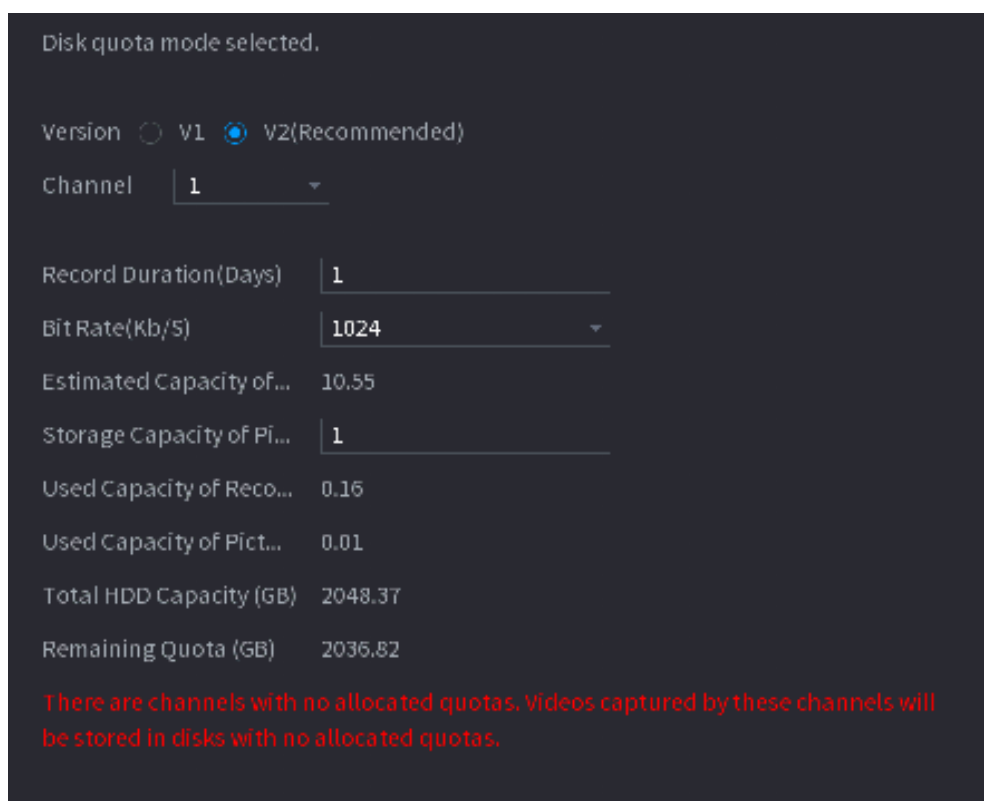 Disk quota mode selected.
Version V1 V2(Recommended)
Channel 1
Record Duration(Days) 1
Bit Rate(Kb/S) 1024
Estimated Capacity of... 10.55
Storage Capacity of Pi... 1
Used Capacity of Reco... 0.16
Used Capacity of Pict... 0.01
Total HDD Capacity (GB) 2048.37
Remaining Quota (GB) 2036.82
There are channels with no allocated quotas. Videos captured by these channels will
be stored in disks with no allocated quotas.